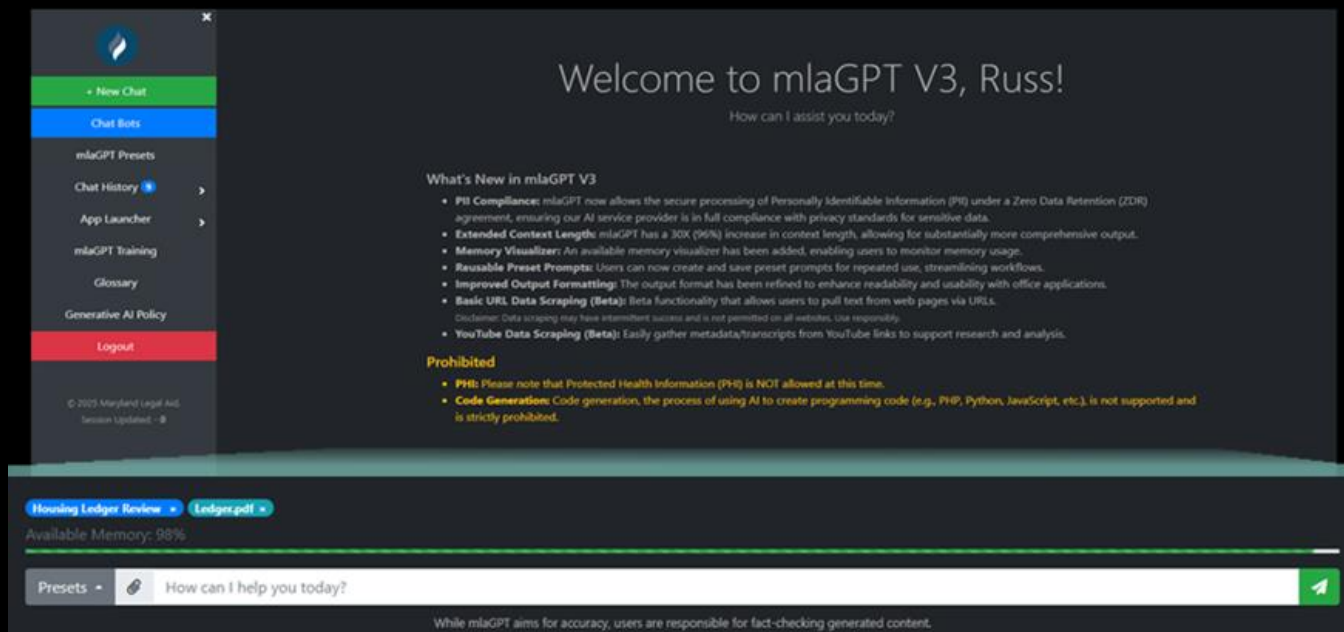 ×
+ New Chat
Chat Bots
mlaGPT Presets
Chat History 9
App Launcher
mlaGPT Training
Glossary
Generative AI Policy
Logout
© 2025 Maryland Legal Aid.
Session Updated: - 0
Welcome to mlaGPT V3, Russ!
How can I assist you today?
What's New in mlaGPT V3
• PII Compliance: mlaGPT now allows the secure processing of Personally Identifiable Information (PII) under a Zero Data Retention (ZDR)
agreement, ensuring our AI service provider is in full compliance with privacy standards for sensitive data.
• Extended Context Length: mlaGPT has a 30X (96%) increase in context length, allowing for substantially more comprehensive output.
• Memory Visualizer: An available memory visualizer has been added, enabling users to monitor memory usage.
• Reusable Preset Prompts: Users can now create and save preset prompts for repeated use, streamlining workflows.
• Improved Output Formatting: The output format has been refined to enhance readability and usability with office applications.
• Basic URL Data Scraping (Beta): Beta functionality that allows users to pull text from web pages via URLs.
Disclaimer: Data scraping may have intermittent success and is not permitted on all websites. Use responsibly.
• YouTube Data Scraping (Beta): Easily gather metadata/transcripts from YouTube links to support research and analysis.
Prohibited
• PHI: Please note that Protected Health Information (PHI) is NOT allowed at this time.
• Code Generation: Code generation, the process of using AI to create programming code (e.g., PHP, Python, JavaScript, etc.), is not supported and
is strictly prohibited.
Housing Ledger Review × Ledger.pdf ×
Available Memory: 98%
Presets How can I help you today?
While mlaGPT aims for accuracy, users are responsible for fact-checking generated content.